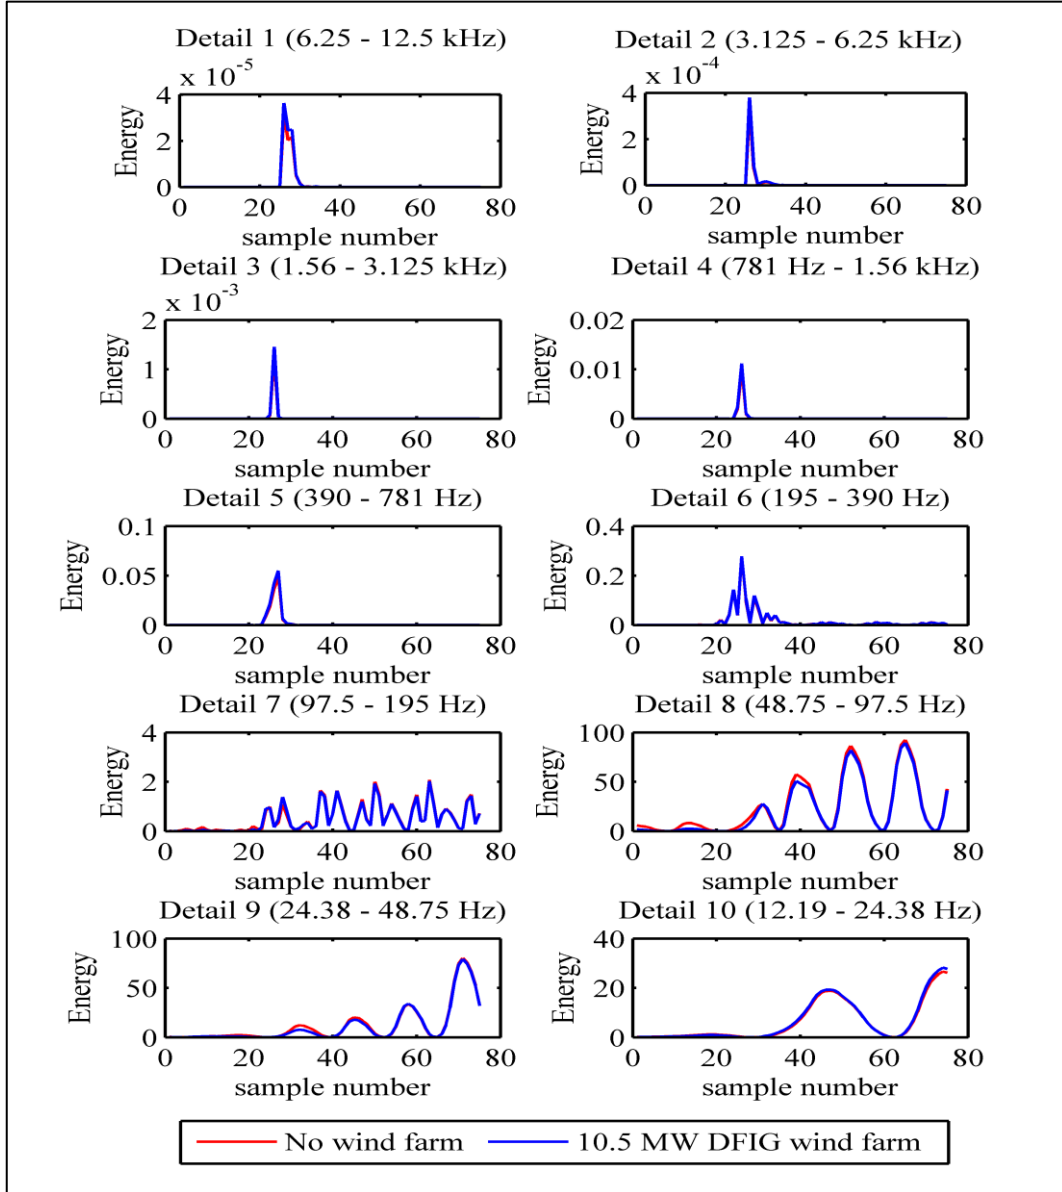 Detail 1 (6.25 - 12.5 kHz)
x 10-5
4
2
0
Energy
0 20 40 60 80
sample number
Detail 2 (3.125 - 6.25 kHz)
x 10-4
4
2
0
Energy
0 20 40 60 80
sample number
Detail 3 (1.56 - 3.125 kHz)
x 10-3
2
1
0
Energy
0 20 40 60 80
sample number
Detail 4 (781 Hz - 1.56 kHz)
0.02
0.01
0
Energy
0 20 40 60 80
sample number
Detail 5 (390 - 781 Hz)
0.1
0.05
0
Energy
0 20 40 60 80
sample number
Detail 6 (195 - 390 Hz)
0.4
0.2
0
Energy
0 20 40 60 80
sample number
Detail 7 (97.5 - 195 Hz)
4
2
0
Energy
0 20 40 60 80
sample number
Detail 8 (48.75 - 97.5 Hz)
100
50
0
Energy
0 20 40 60 80
sample number
Detail 9 (24.38 - 48.75 Hz)
100
50
0
Energy
0 20 40 60 80
sample number
Detail 10 (12.19 - 24.38 Hz)
40
20
0
Energy
0 20 40 60 80
sample number
No wind farm 10.5 MW DFIG wind farm